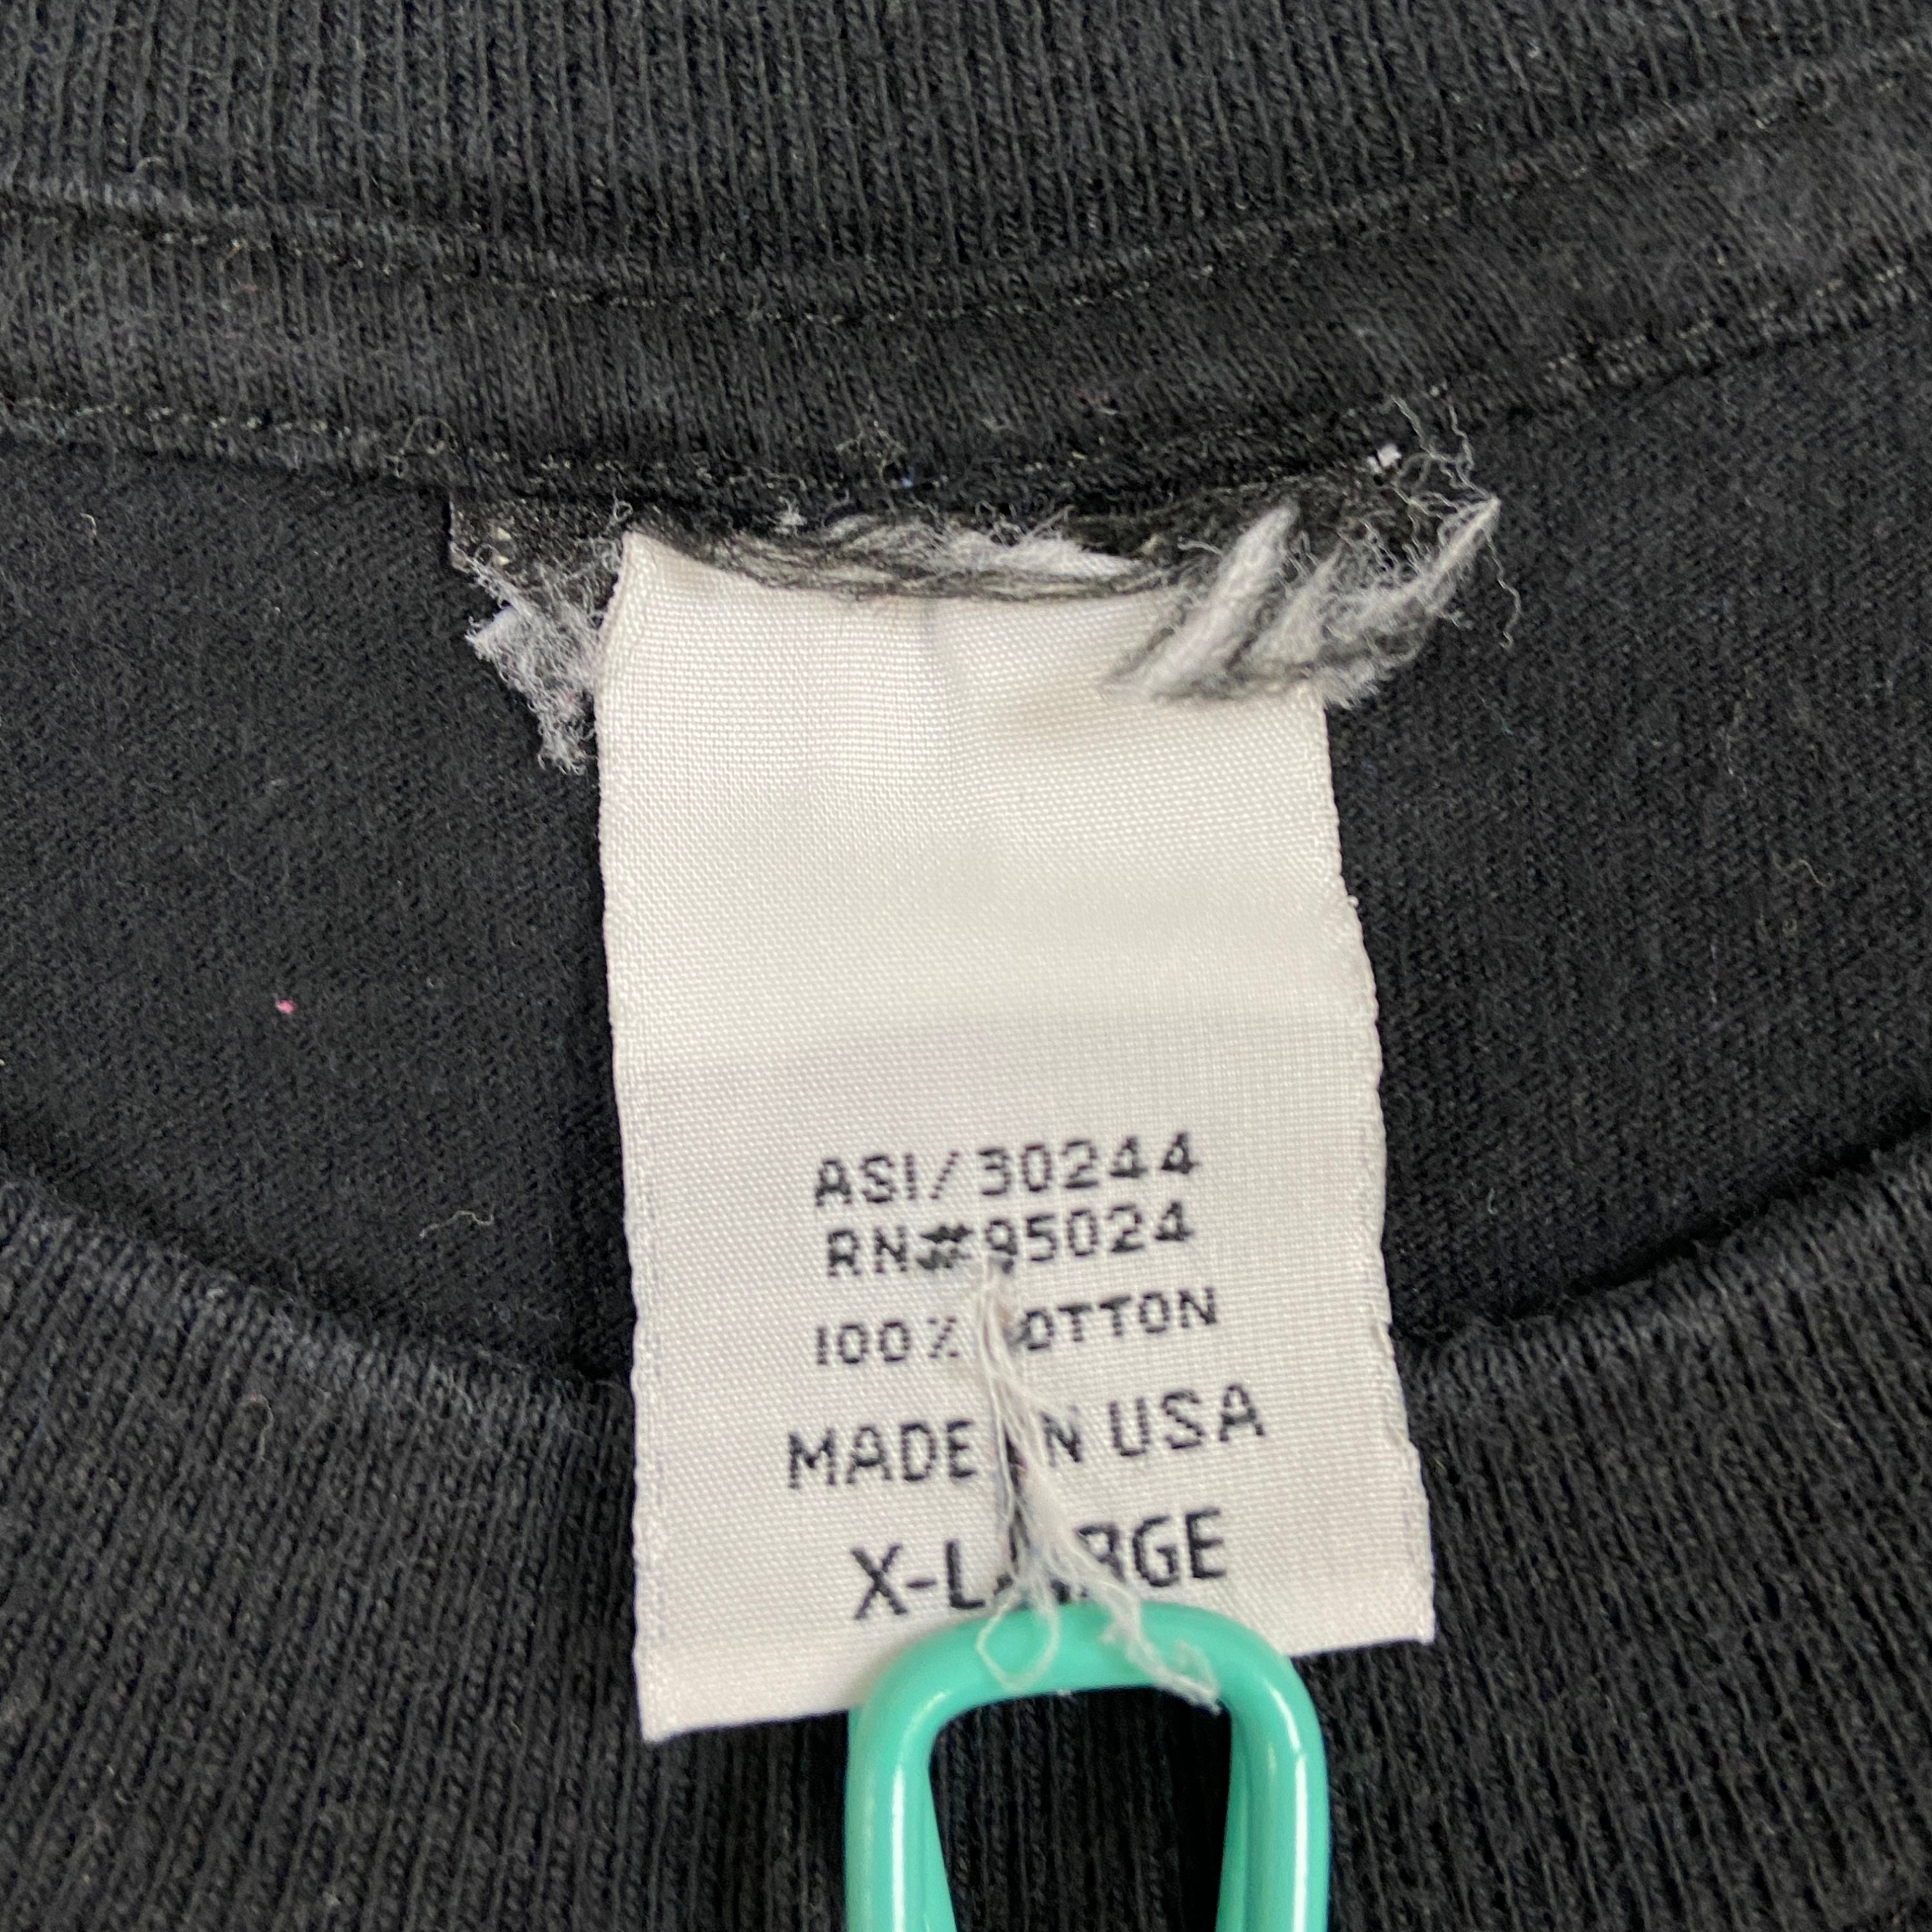 ASI/30244
RN#95024
100% COTTON
MADE IN USA
X-LARGE